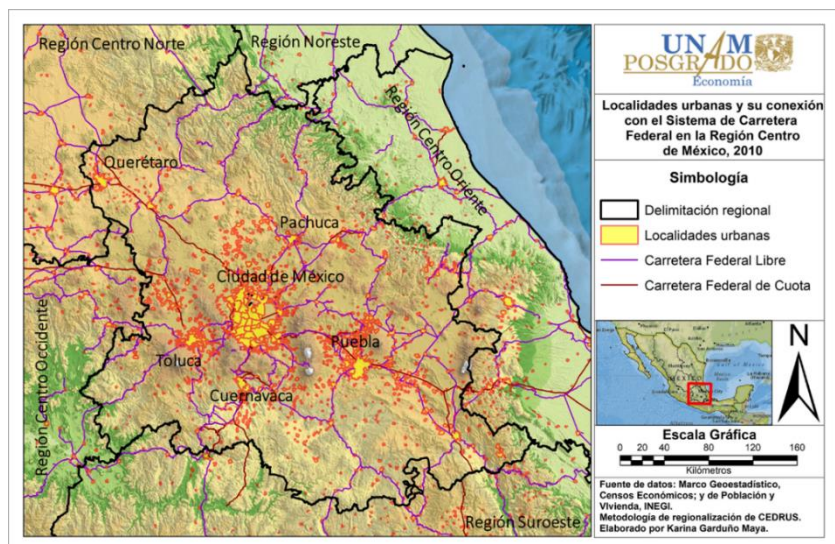 Región Centro Norte
Región Noreste
Región Centro Oriente
Querétaro
Pachuca
Ciudad de México
Toluca
Puebla
Cuernavaca
Región Centro Occidente
Región Suroeste
UNAM
POSGRADO
Economía
Localidades urbanas y su conexión
con el Sistema de Carretera
Federal en la Región Centro
de México, 2010
Simbología
Delimitación regional
Localidades urbanas
Carretera Federal Libre
Carretera Federal de Cuota
MÉXICO
N
Escala Gráfica
0 20 40 80 120 160
Kilómetros
Fuente de datos: Marco Geoestadístico,
Censos Económicos; y de Población y
Vivienda, INEGI.
Metodología de regionalización de CEDRUS.
Elaborado por Karina Garduño Maya.